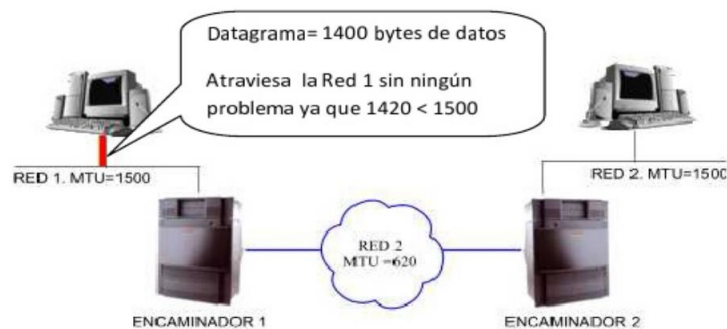 Datagrama= 1400 bytes de datos
Atraviesa la Red 1 sin ningún
problema ya que 1420 < 1500
RED 1. MTU=1500
RED 2. MTU=1500
RED 2
MTU =620
ENCAMINADOR 1
ENCAMINADOR 2